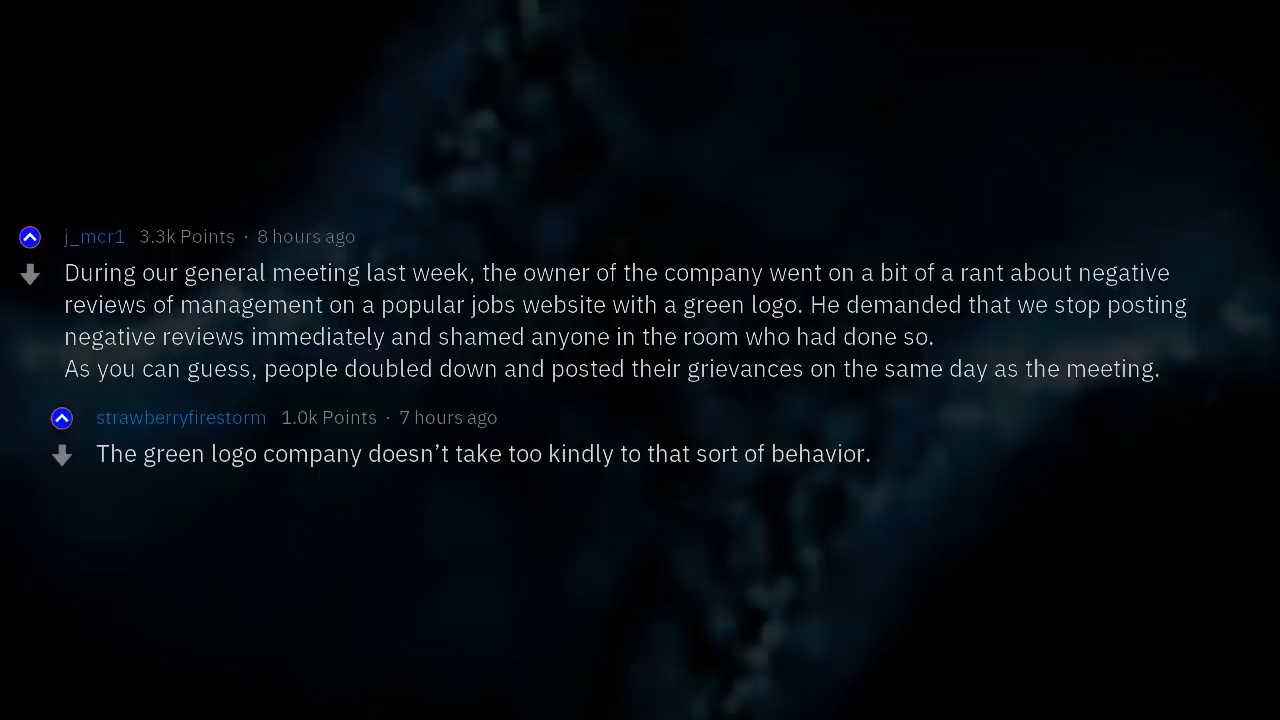 j_mcr1 3.3k Points · 8 hours ago
During our general meeting last week, the owner of the company went on a bit of a rant about negative
reviews of management on a popular jobs website with a green logo. He demanded that we stop posting
negative reviews immediately and shamed anyone in the room who had done so.
As you can guess, people doubled down and posted their grievances on the same day as the meeting.
strawberryfirestorm 1.0k Points · 7 hours ago
The green logo company doesn’t take too kindly to that sort of behavior.